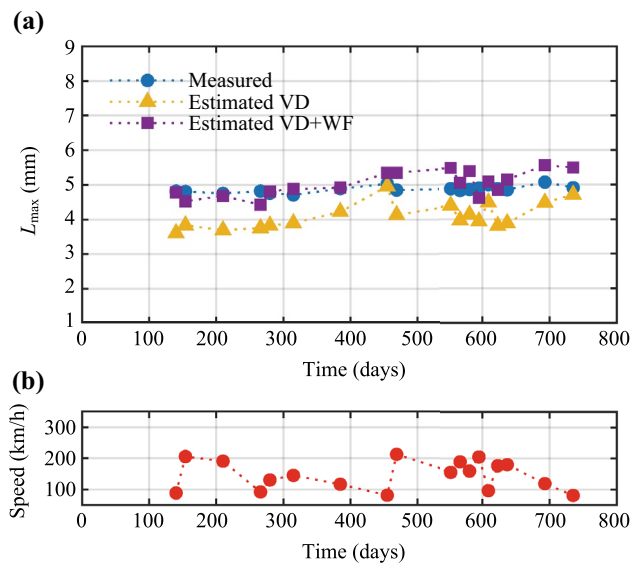 (a)
9
8
7
6
5
4
3
2
1
Lmax (mm)
Measured
Estimated VD
Estimated VD+WF
0 100 200 300 400 500 600 700 800
Time (days)
(b)
300
200
100
Speed (km/h)
0 100 200 300 400 500 600 700 800
Time (days)